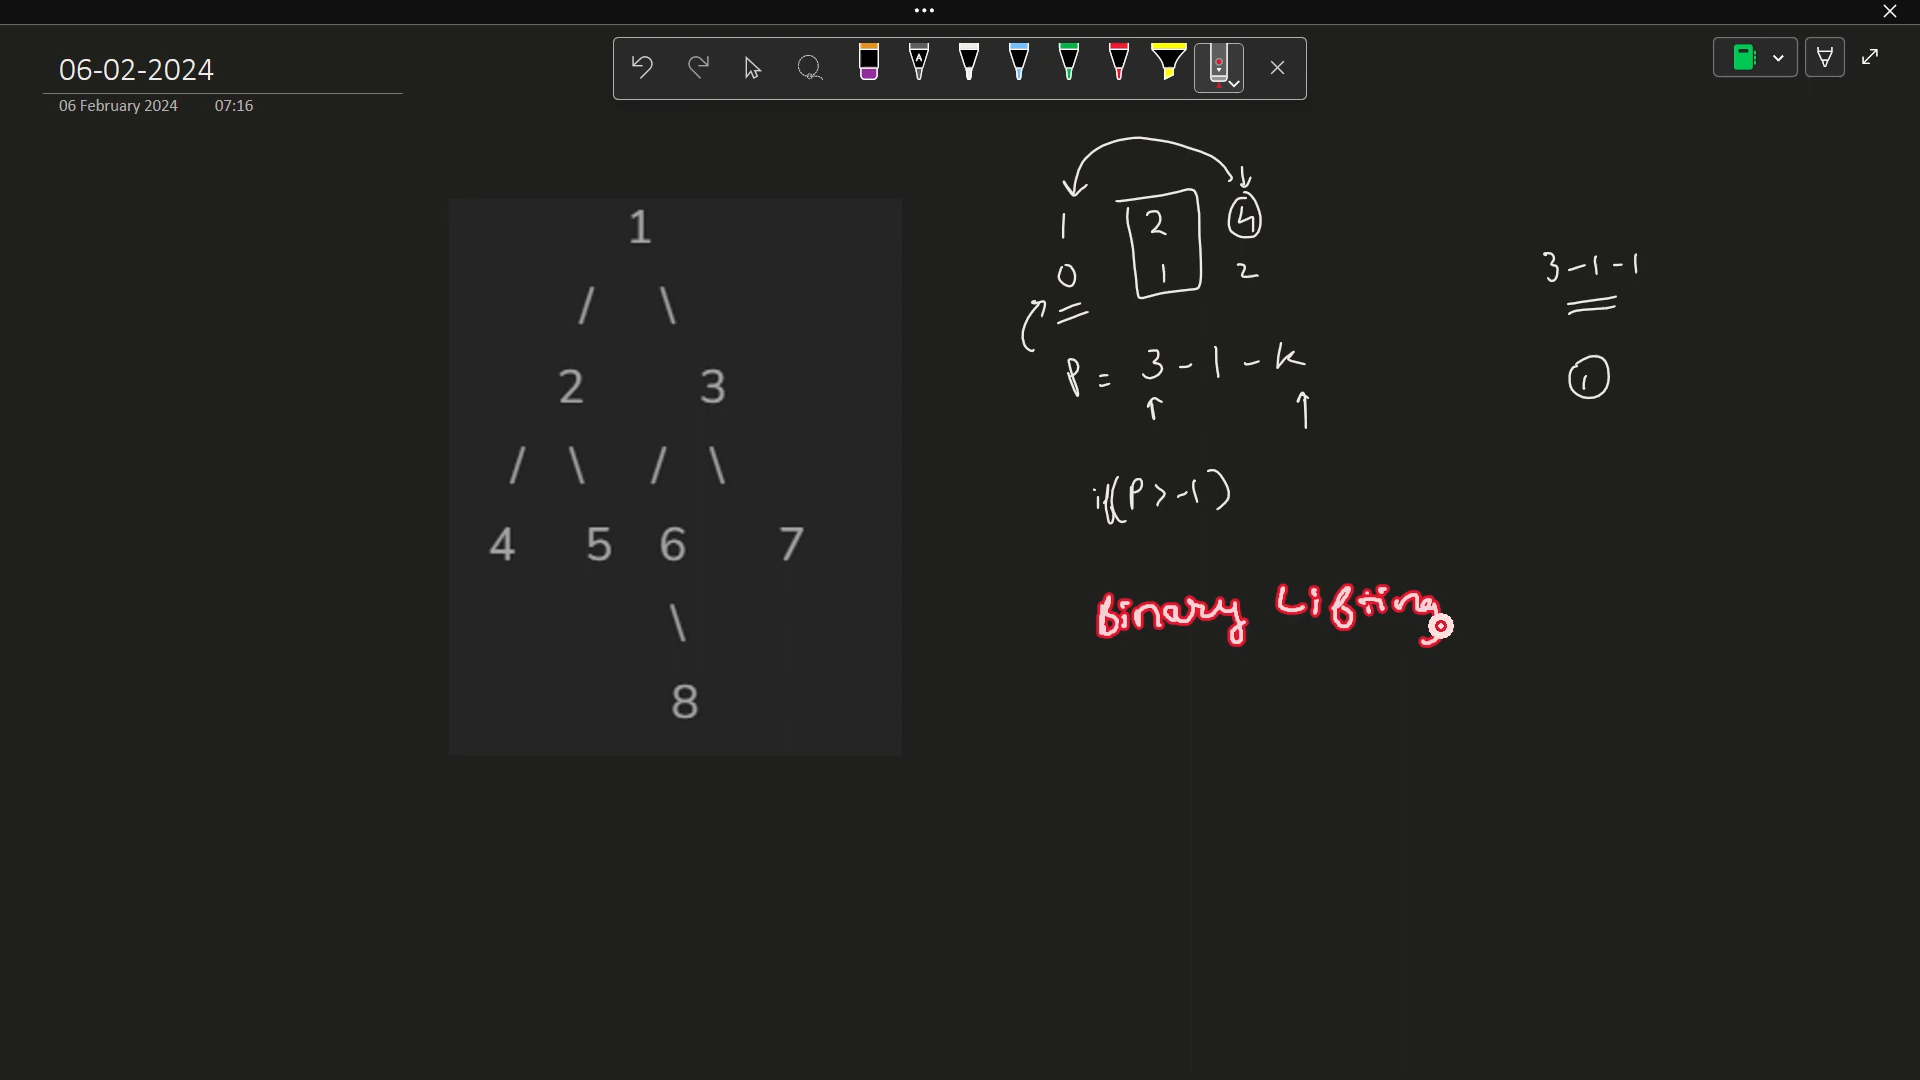 06-02-2024
06 February 2024 07:16
1
/ \
2 3
/ \ / \
4 5 6 7
\
8
1 2 4
0 1 2
P = 3 - 1 - k
if(P > -1)
Binary Lifting
3 - 1 - 1
1